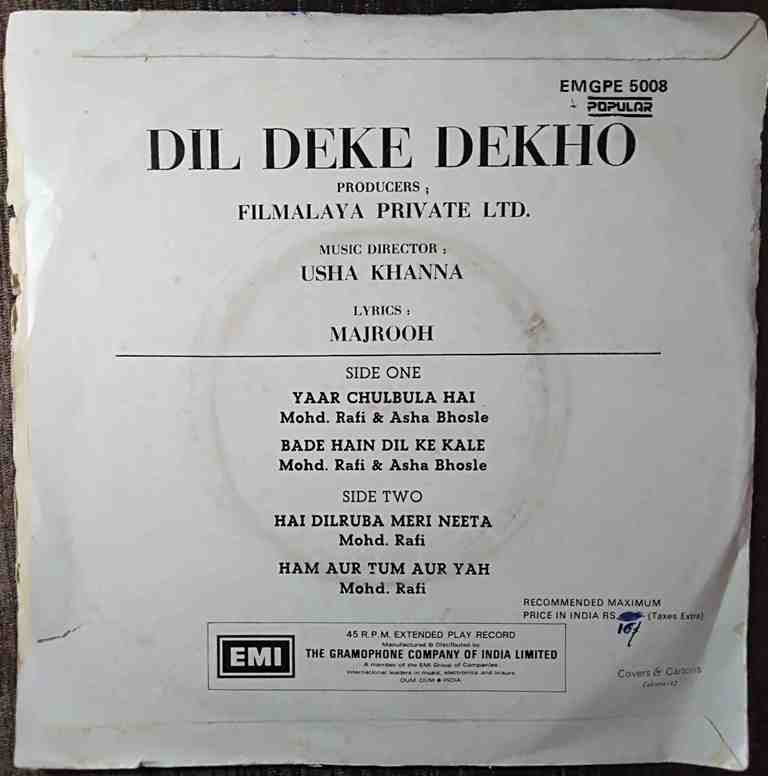 EMGPE 5008
POPULAR
DIL DEKE DEKHO
PRODUCERS ;
FILMALAYA PRIVATE LTD.
MUSIC DIRECTOR :
USHA KHANNA
LYRICS :
MAJROOH
SIDE ONE
YAAR CHULBULA HAI
Mohd. Rafi & Asha Bhosle
BADE HAIN DIL KE KALE
Mohd. Rafi & Asha Bhosle
SIDE TWO
HAI DILRUBA MERI NEETA
Mohd. Rafi
HAM AUR TUM AUR YAH
Mohd. Rafi
RECOMMENDED MAXIMUM
PRICE IN INDIA RS. (Taxes Extra)
EMI
45 R.P.M. EXTENDED PLAY RECORD
Manufactured & Distributed by
THE GRAMOPHONE COMPANY OF INDIA LIMITED
A member of the EMI Group of Companies
International leaders in music, electronics and leisure
DUM DUM ● INDIA
Covers & Cartons